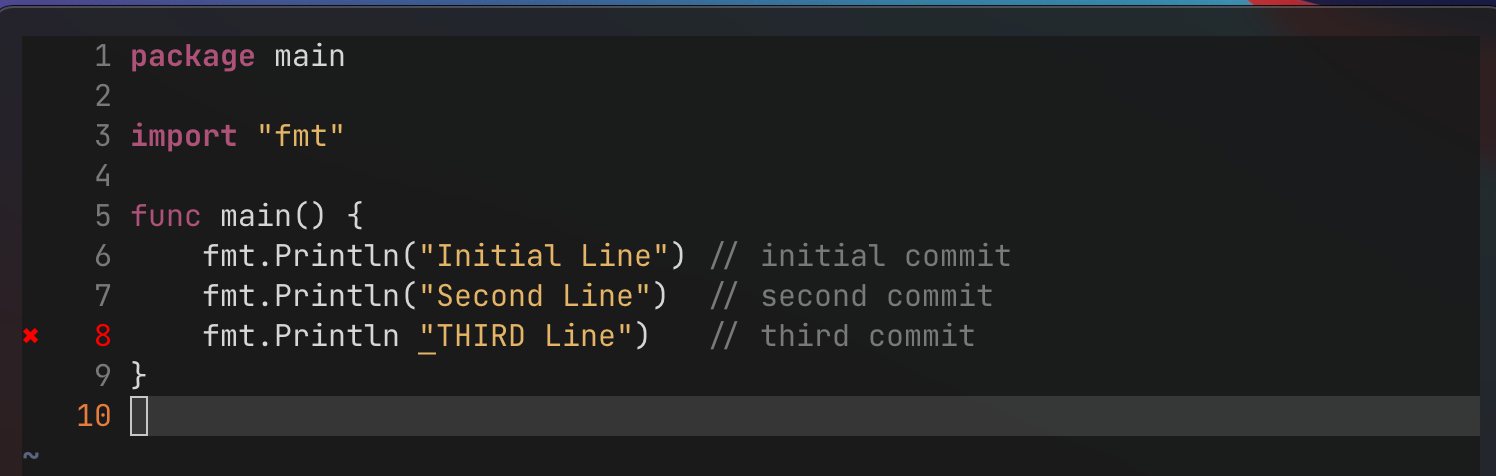 1 package main
2
3 import "fmt"
4
5 func main() {
6     fmt.Println("Initial Line") // initial commit
7     fmt.Println("Second Line")  // second commit
✖ 8     fmt.Println "THIRD Line")   // third commit
9 }
10
~